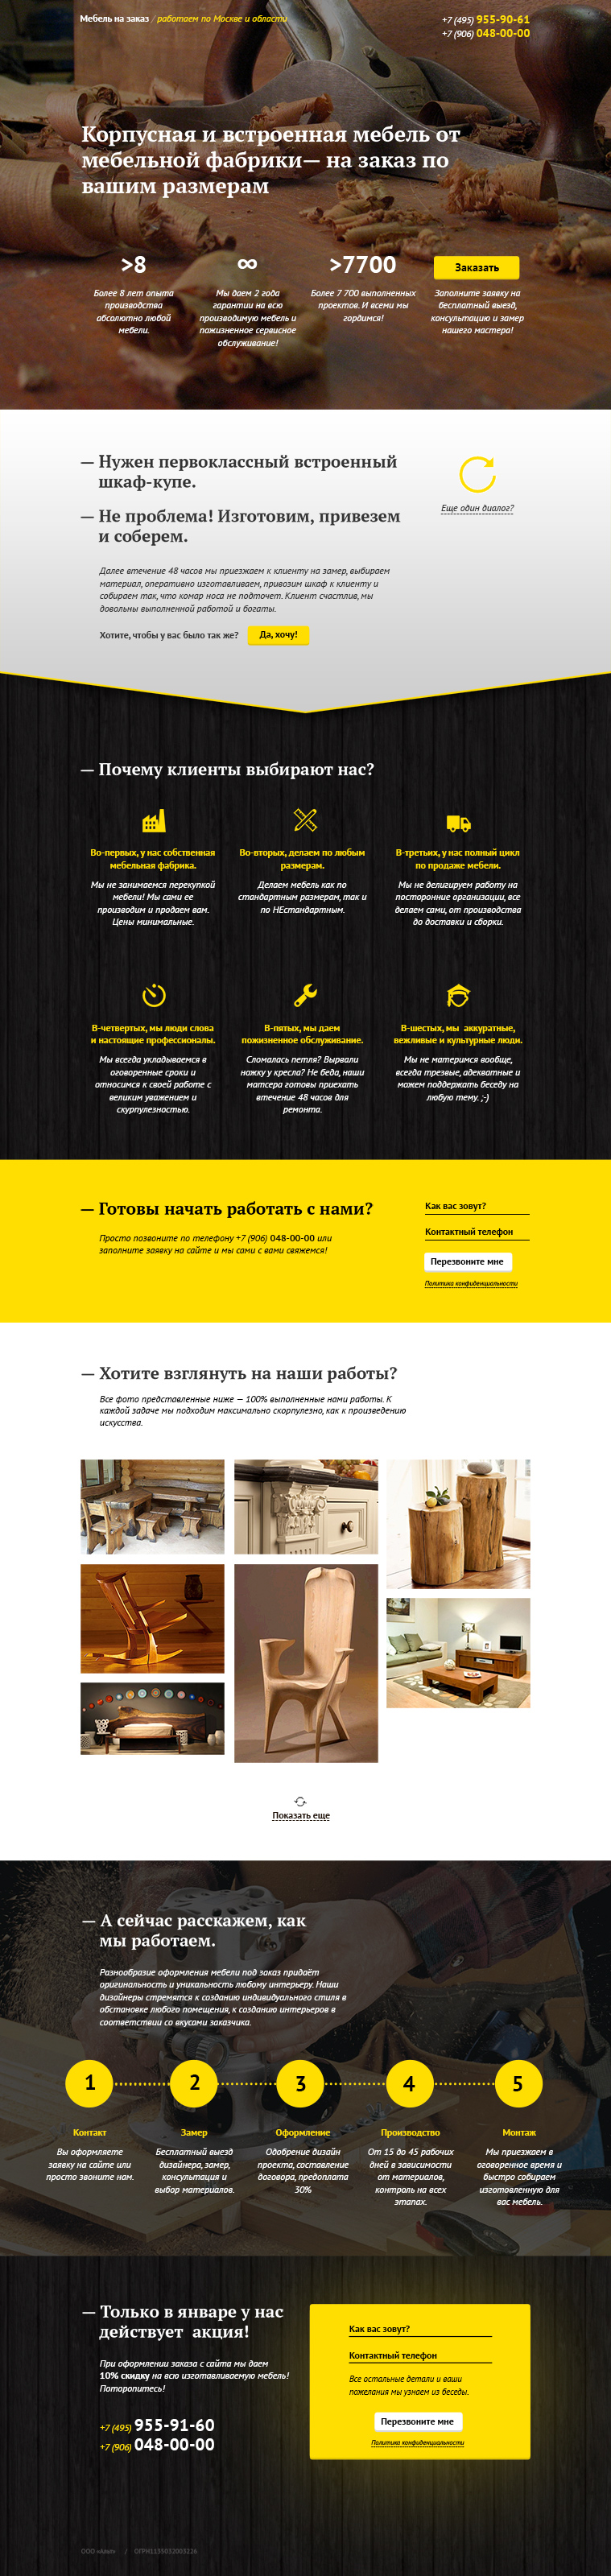 Мебель на заказ / работаем по Москве и области
+7 (495) 955-90-61
+7 (906) 048-00-00
Корпусная и встроенная мебель от
мебельной фабрики— на заказ по
вашим размерам
>8
Более 8 лет опыта
производства
абсолютно любой
мебели.
∞
Мы даем 2 года
гарантии на всю
производимую мебель и
пожизненное сервисное
обслуживание!
>7700
Более 7 700 выполненных
проектов. И всеми мы
гордимся!
Заказать
Заполните заявку на
бесплатный выезд,
консультацию и замер
нашего мастера!
— Нужен первоклассный встроенный
шкаф-купе.
— Не проблема! Изготовим, привезем
и соберем.
Еще один диалог?
Далее втечение 48 часов мы приезжаем к клиенту на замер, выбираем
материал, оперативно изготавливаем, привозим шкаф к клиенту и
собираем так, что комар носа не подточет. Клиент счастлив, мы
довольны выполненной работой и богаты.
Хотите, чтобы у вас было так же?
Да, хочу!
— Почему клиенты выбирают нас?
Во-первых, у нас собственная
мебельная фабрика.
Мы не занимаемся перекупкой
мебели! Мы сами ее
производим и продаем вам.
Цены минимальные.
Во-вторых, делаем по любым
размерам.
Делаем мебель как по
стандартным размерам, так и
по НЕстандартным.
В-третьих, у нас полный цикл
по продаже мебели.
Мы не делигируем работу на
посторонние организации, все
делаем сами, от производства
до доставки и сборки.
В-четвертых, мы люди слова
и настоящие профессионалы.
Мы всегда укладываемся в
оговоренные сроки и
относимся к своей работе с
великим уважением и
скурпулезностью.
В-пятых, мы даем
пожизненное обслуживание.
Сломалась петля? Вырвали
ножку у кресла? Не беда, наши
матсера готовы приехать
втечение 48 часов для
ремонта.
В-шестых, мы аккуратные,
вежливые и культурные люди.
Мы не материмся вообще,
всегда трезвые, адекватные и
можем поддержать беседу на
любую тему. ;-)
— Готовы начать работать с нами?
Просто позвоните по телефону +7 (906) 048-00-00 или
заполните заявку на сайте и мы сами с вами свяжемся!
Как вас зовут?
Контактный телефон
Перезвоните мне
Политика конфиденциальности
— Хотите взглянуть на наши работы?
Все фото представленные ниже — 100% выполненные нами работы. К
каждой задаче мы подходим максимально скорпулезно, как к произведению
искусства.
Показать еще
— А сейчас расскажем, как
мы работаем.
Разнообразие оформления мебели под заказ придаёт
оригинальность и уникальность любому интерьеру. Наши
дизайнеры стремятся к созданию индивидуального стиля в
обстановке любого помещения, к созданию интерьеров в
соответствии со вкусами заказчика.
1
2
3
4
5
Контакт
Вы оформляете
заявку на сайте или
просто звоните нам.
Замер
Бесплатный выезд
дизайнера, замер,
консультация и
выбор материалов.
Оформление
Одобрение дизайн
проекта, составление
договора, предоплата
30%
Производство
От 15 до 45 рабочих
дней в зависимости
от материалов,
контроль на всех
этапах.
Монтаж
Мы приезжаем в
оговоренное время и
быстро собираем
изготовленную для
вас мебель.
— Только в январе у нас
действует акция!
При оформлении заказа с сайта мы даем
10% скидку на всю изготавливаемую мебель!
Поторопитесь!
+7 (495) 955-91-60
+7 (906) 048-00-00
Как вас зовут?
Контактный телефон
Все остальные детали и ваши
пожелания мы узнаем из беседы.
Перезвоните мне
Политика конфиденциальности